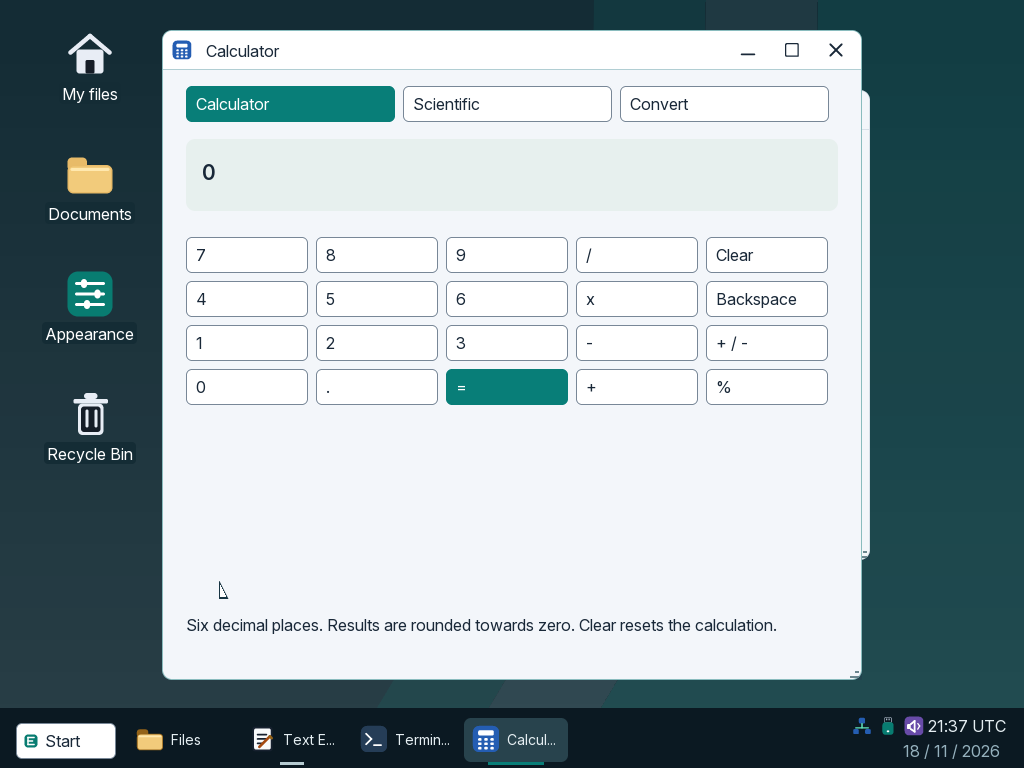 Calculator
My files
Calculator
Scientific
Convert
0
Documents
7
8
9
/
Clear
4
5
6
x
Backspace
Appearance
1
2
3
-
+ / -
0
.
=
+
%
Recycle Bin
Six decimal places. Results are rounded towards zero. Clear resets the calculation.
Start
Files
Text E...
Termin...
Calcul...
21:37 UTC
18 / 11 / 2026